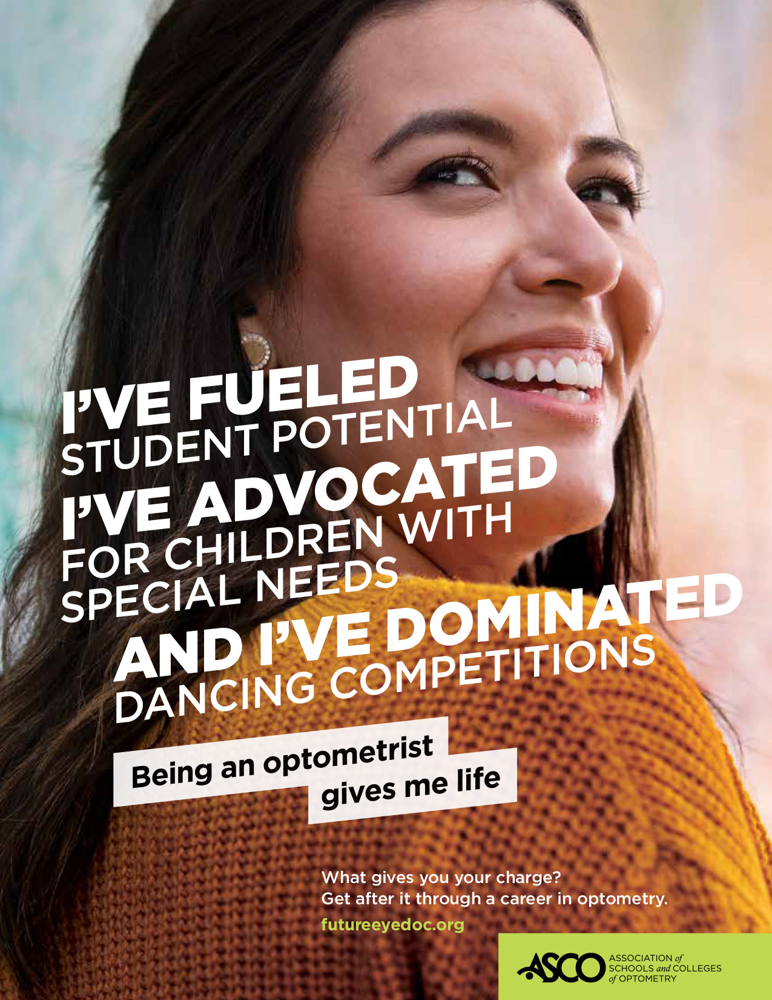 I'VE FUELED
STUDENT POTENTIAL
I'VE ADVOCATED
FOR CHILDREN WITH
SPECIAL NEEDS
AND I'VE DOMINATED
DANCING COMPETITIONS
Being an optometrist
gives me life
What gives you your charge?
Get after it through a career in optometry.
futureeyedoc.org
ASCO
ASSOCIATION of
SCHOOLS and COLLEGES
of OPTOMETRY